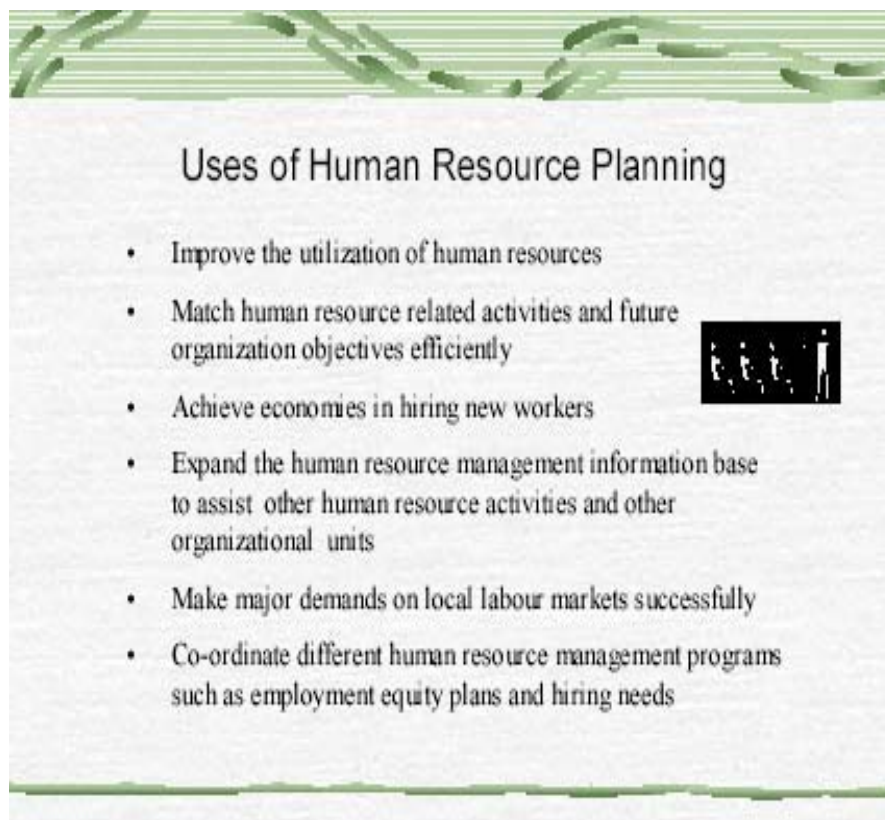 Uses of Human Resource Planning
• Improve the utilization of human resources
• Match human resource related activities and future
organization objectives efficiently
• Achieve economies in hiring new workers
• Expand the human resource management information base
to assist other human resource activities and other
organizational units
• Make major demands on local labour markets successfully
• Co-ordinate different human resource management programs
such as employment equity plans and hiring needs